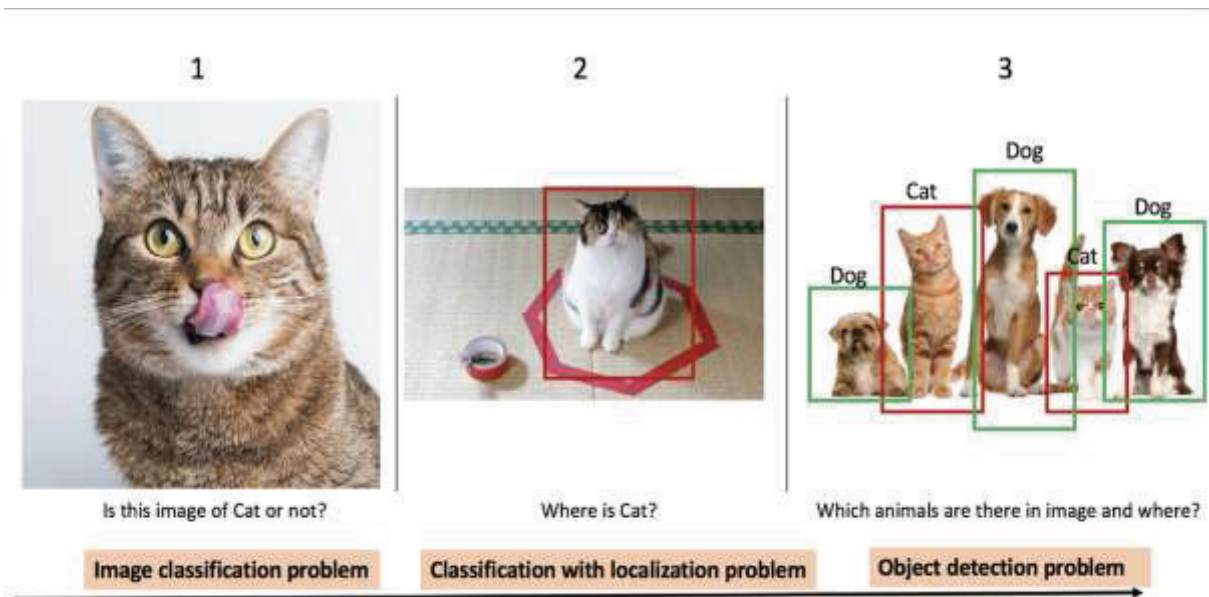 1
2
3
Dog
Cat
Dog
Cat
Dog
Is this image of Cat or not?
Where is Cat?
Which animals are there in image and where?
Image classification problem
Classification with localization problem
Object detection problem